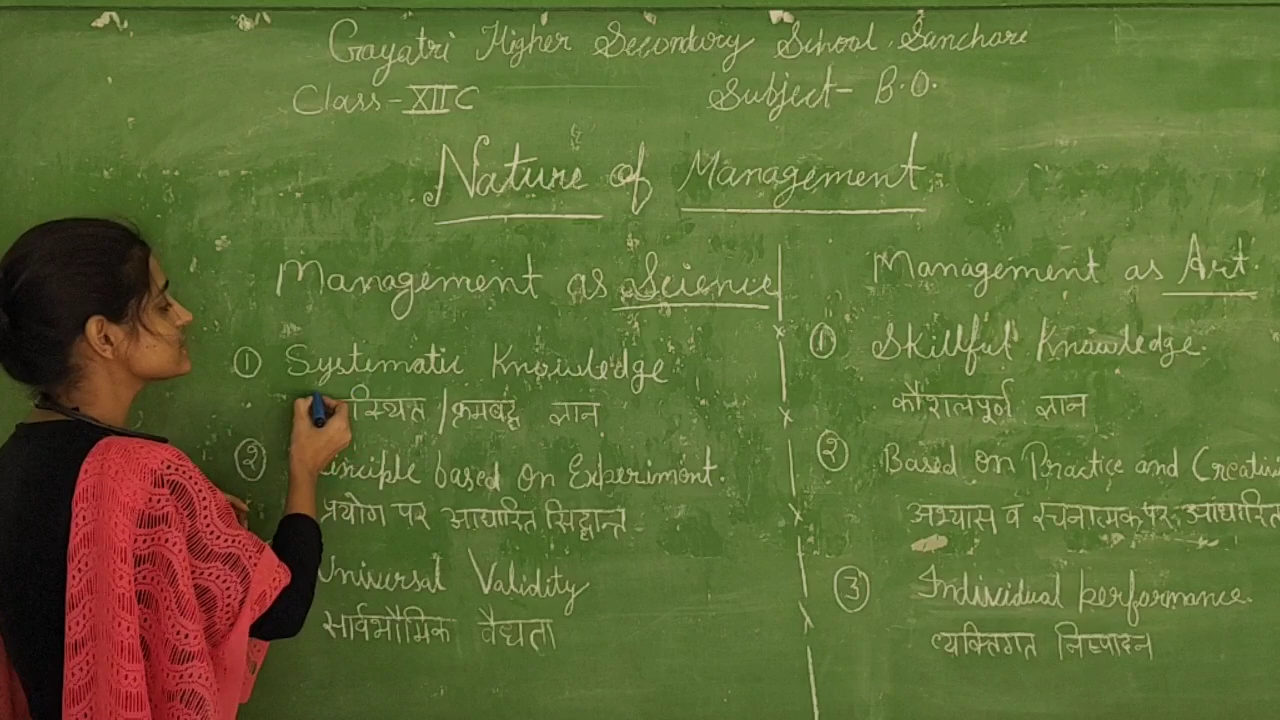 Gayatri Higher Secondary School, Sanchore
Class-XII C
Subject- B.O.
Nature of Management
Management as Science
① Systematic Knowledge
क्रमबद्ध ज्ञान
②
based on Experiment.
प्रयोग पर आधारित सिद्धान्त
Universal Validity
सार्वभौमिक वैद्यता
Management as Art.
① Skillful Knowledge.
कौशलपूर्ण ज्ञान
② Based on Practice and
अभ्यास व रचनात्मक पर आधारित
③ Individual performance.
व्यक्तिगत निष्पादन